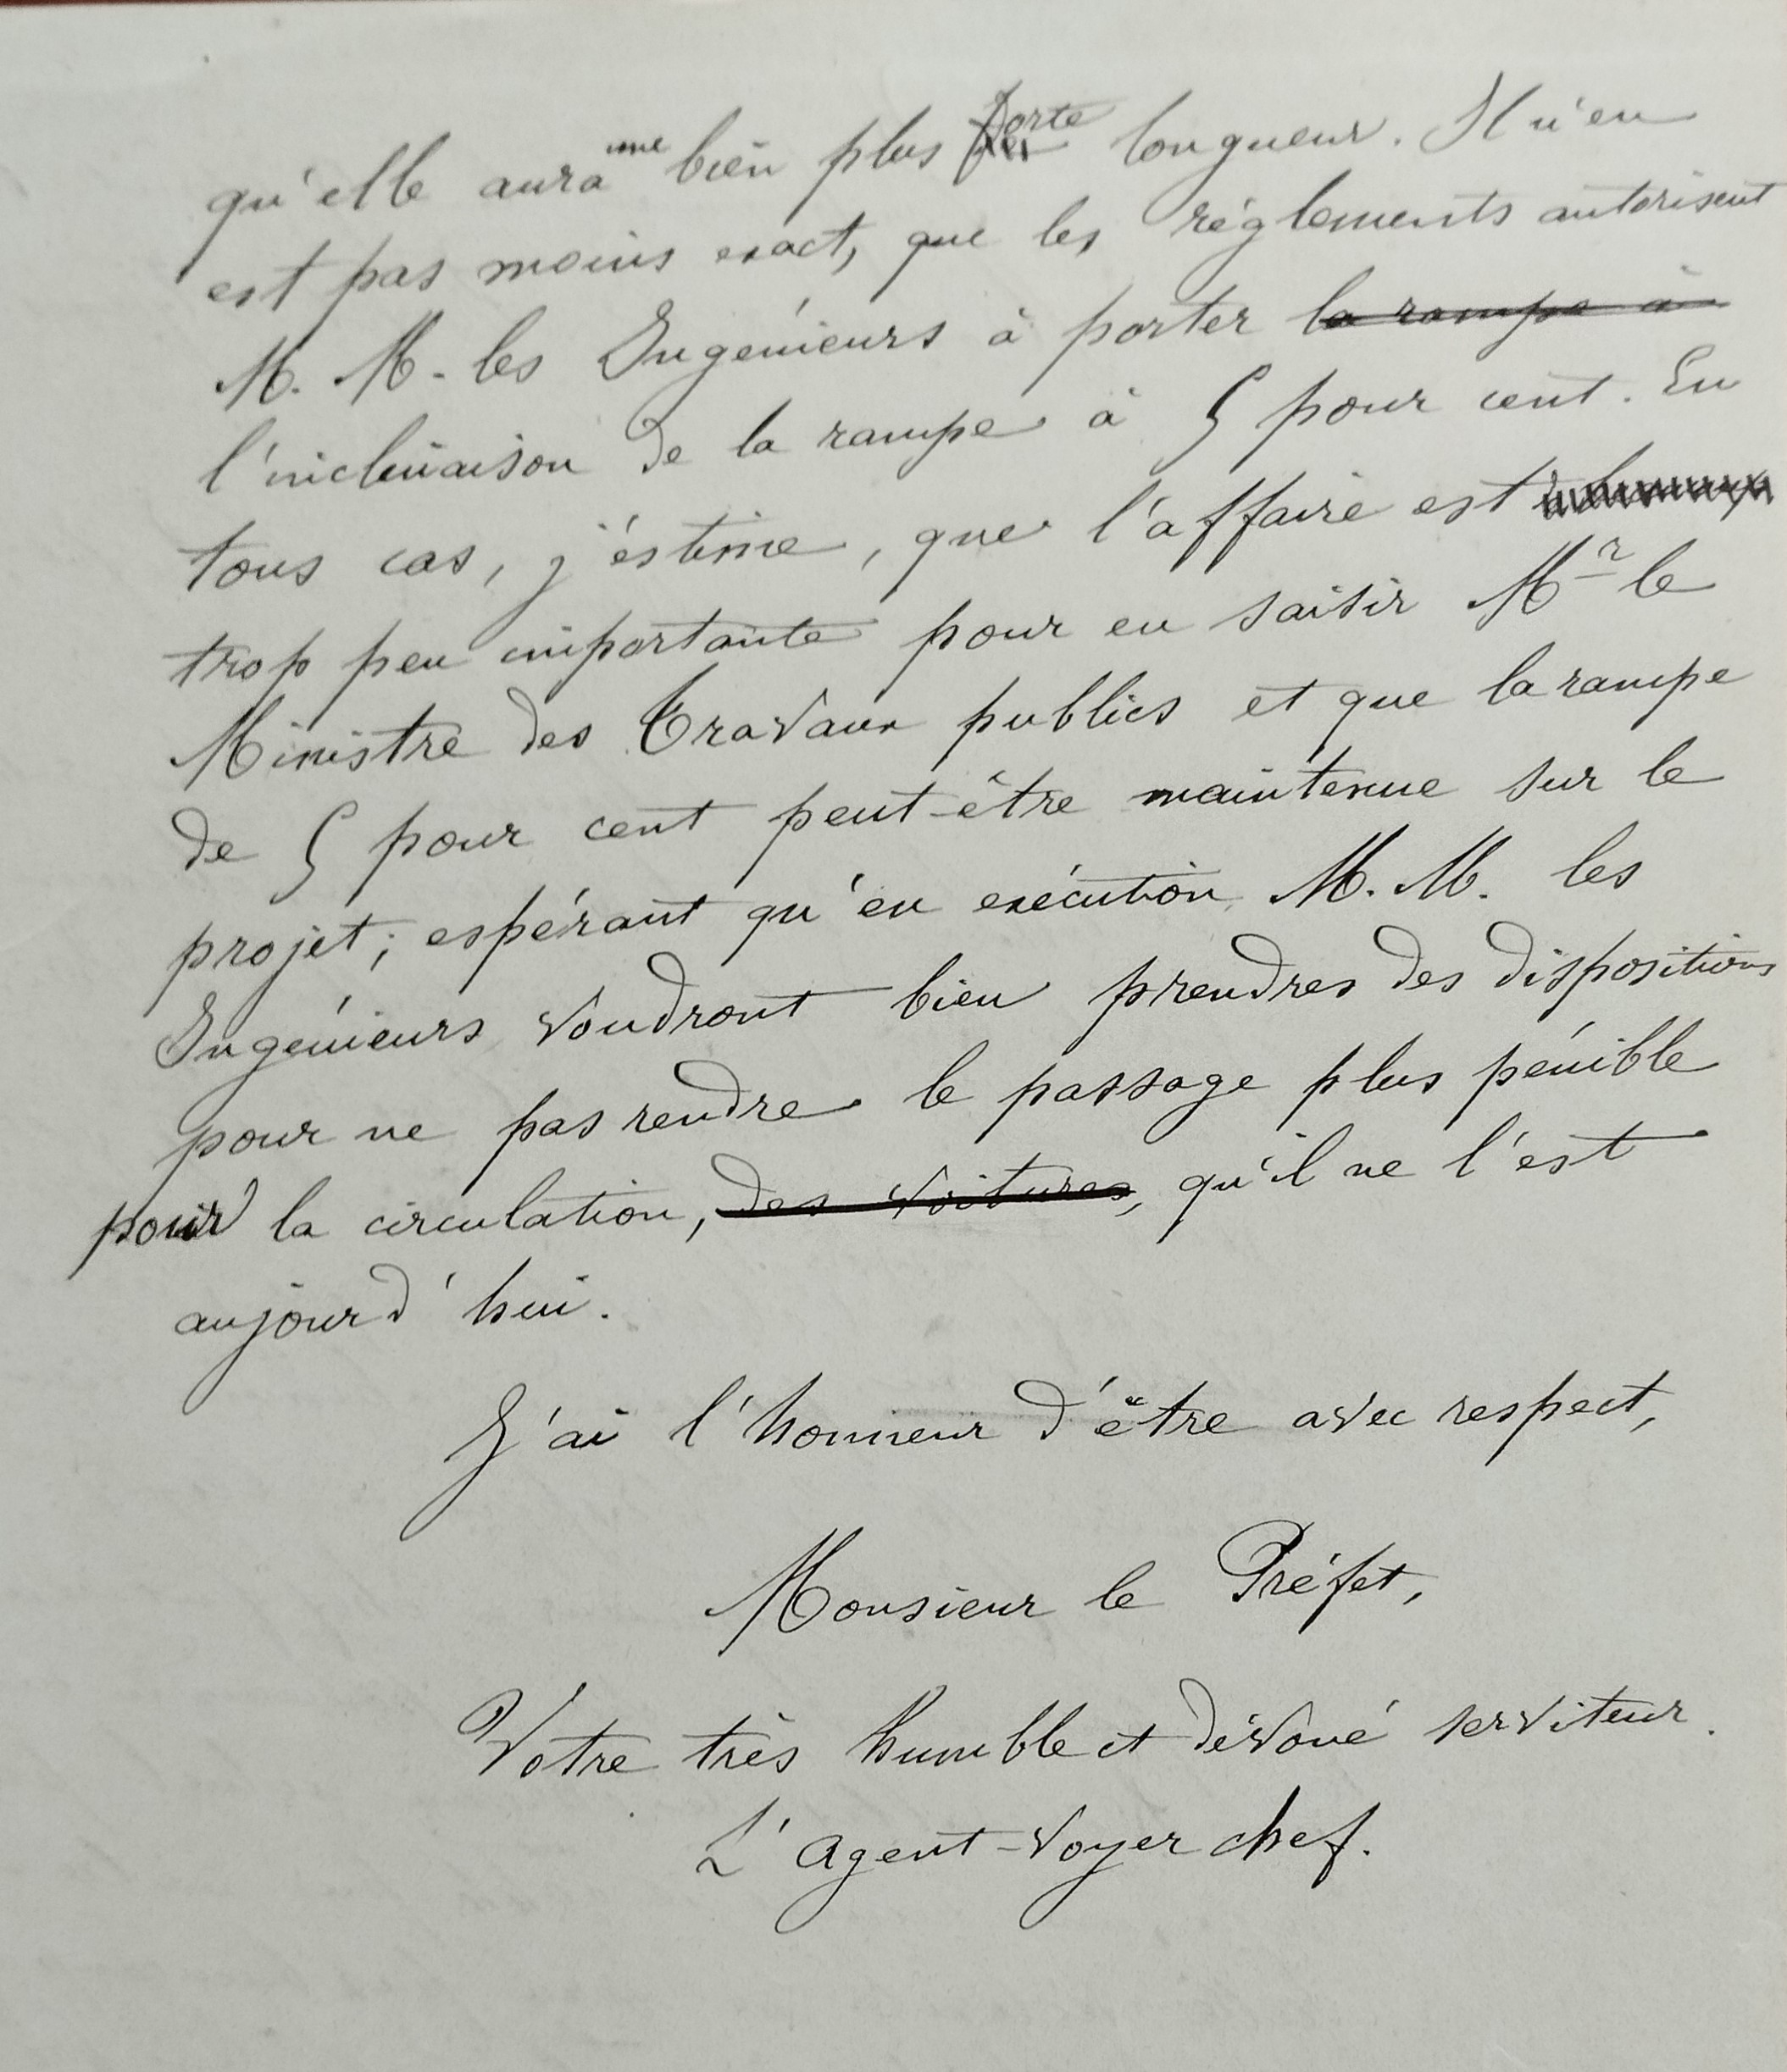 qu'elle aura une bien plus forte longueur. Il n'en
est pas moins exact, que les réglements autorisent
M. M. les Ingénieurs à porter la rampe à
l'inclinaison de la rampe à 5 pour cent. En
tous cas, j'éstime, que l'affaire est
trop peu importante pour en saisir Mr le
Ministre des Travaux publics et que la rampe
de 5 pour cent peut-être maintenue sur le
projet; espérant qu'en exécution M. M. les
Ingénieurs voudront bien prendres des dispositions
pour ne pas rendre le passage plus pénible
pour la circulation, des voitures, qu'il ne l'est
aujourd'hui.
J'ai l'honneur d'être avec respect,
Monsieur le Préfet,
Votre très humble et dévoué serviteur.
L'Agent-Voyer chef.